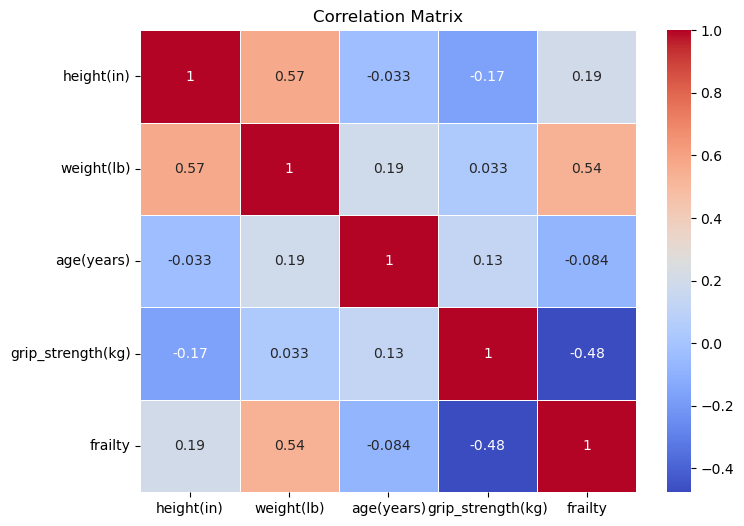 Correlation Matrix
height(in) 1 0.57 -0.033 -0.17 0.19
weight(lb) 0.57 1 0.19 0.033 0.54
age(years) -0.033 0.19 1 0.13 -0.084
grip_strength(kg) -0.17 0.033 0.13 1 -0.48
frailty 0.19 0.54 -0.084 -0.48 1
height(in) weight(lb) age(years) grip_strength(kg) frailty
1.0
0.8
0.6
0.4
0.2
0.0
−0.2
−0.4